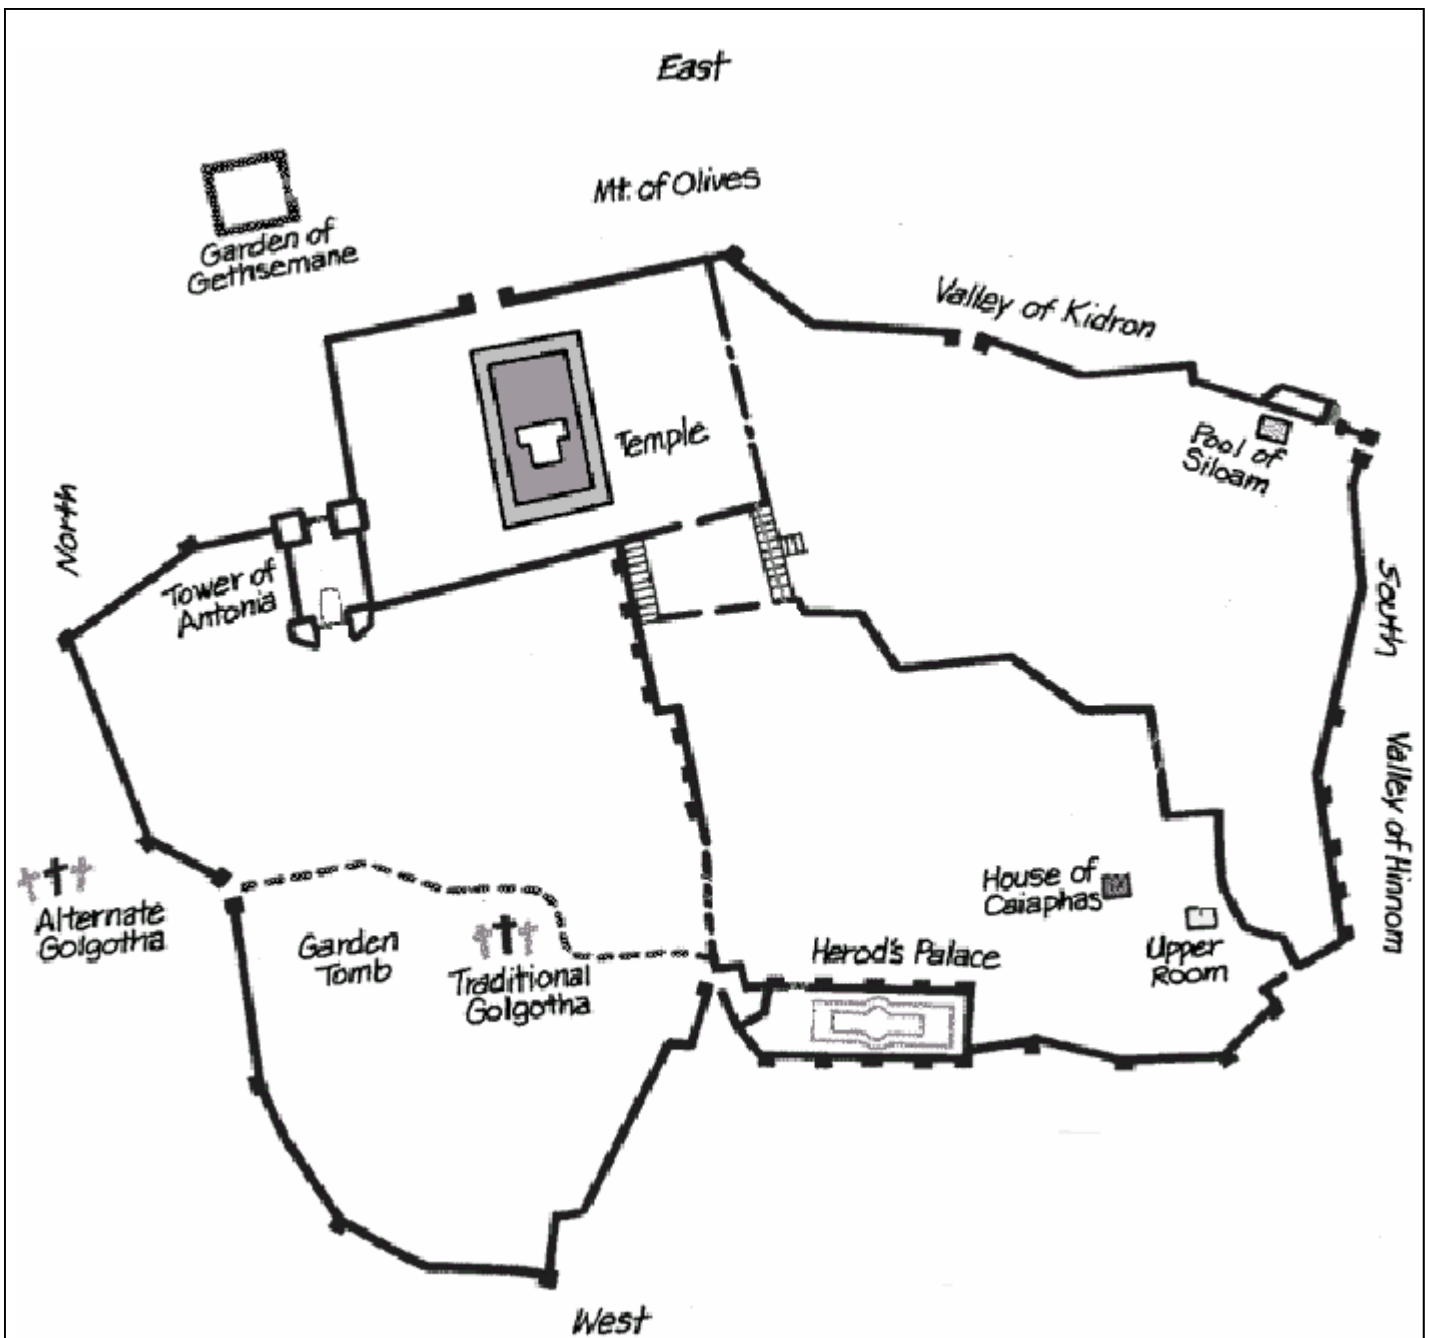 East
Mt. of Olives
Garden of
Gethsemane
Valley of Kidron
Temple
Pool of
Siloam
North
Tower of
Antonia
South
Valley of Hinnom
Alternate
Golgotha
Garden
Tomb
Traditional
Golgotha
House of
Caiaphas
Herod's Palace
Upper
Room
West